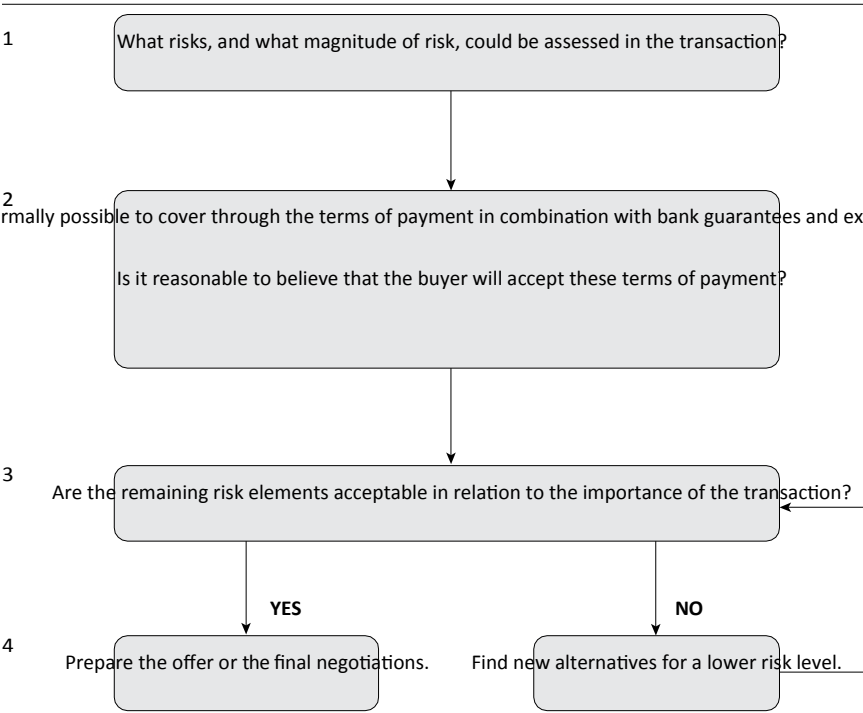 1
What risks, and what magnitude of risk, could be assessed in the transaction?
2
possible to cover through the terms of payment in combination with bank guarantees and
Is it reasonable to believe that the buyer will accept these terms of payment?
3
Are the remaining risk elements acceptable in relation to the importance of the transaction?
YES
NO
4
Prepare the offer or the final negotiations.
Find new alternatives for a lower risk level.